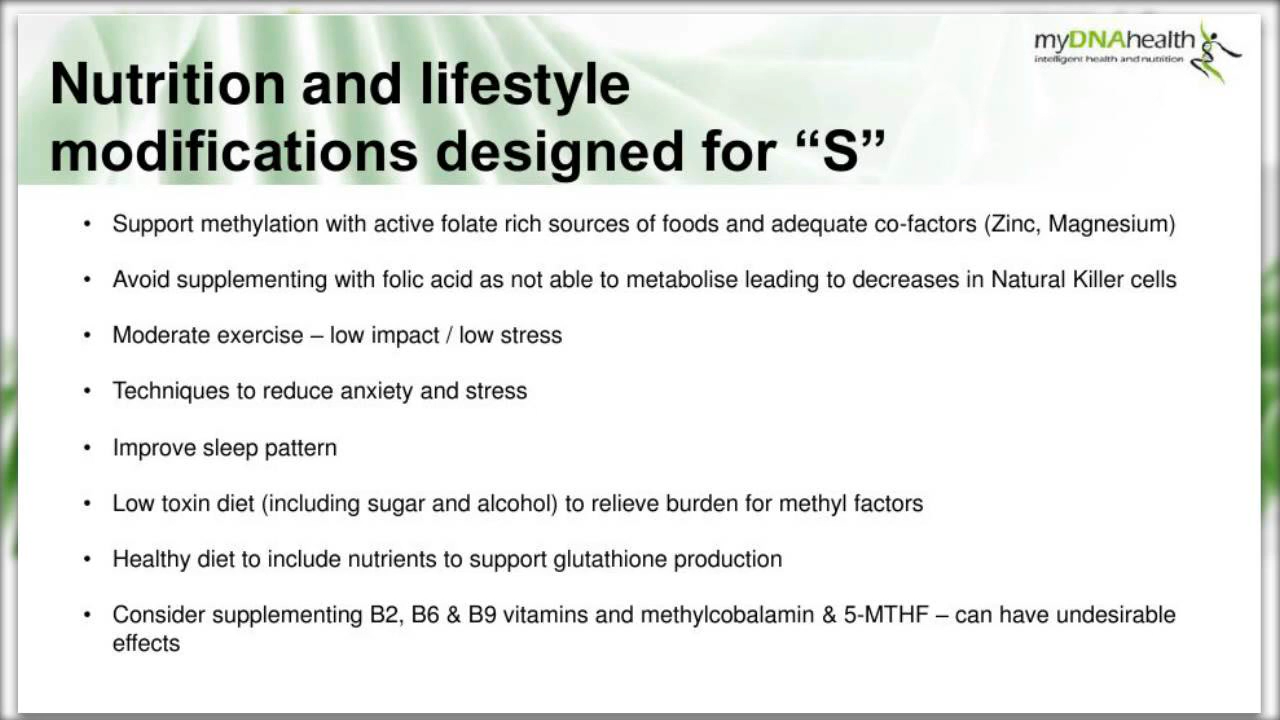 myDNAhealth
intelligent health and nutrition
Nutrition and lifestyle
modifications designed for “S”
• Support methylation with active folate rich sources of foods and adequate co-factors (Zinc, Magnesium)
• Avoid supplementing with folic acid as not able to metabolise leading to decreases in Natural Killer cells
• Moderate exercise – low impact / low stress
• Techniques to reduce anxiety and stress
• Improve sleep pattern
• Low toxin diet (including sugar and alcohol) to relieve burden for methyl factors
• Healthy diet to include nutrients to support glutathione production
• Consider supplementing B2, B6 & B9 vitamins and methylcobalamin & 5-MTHF – can have undesirable
effects